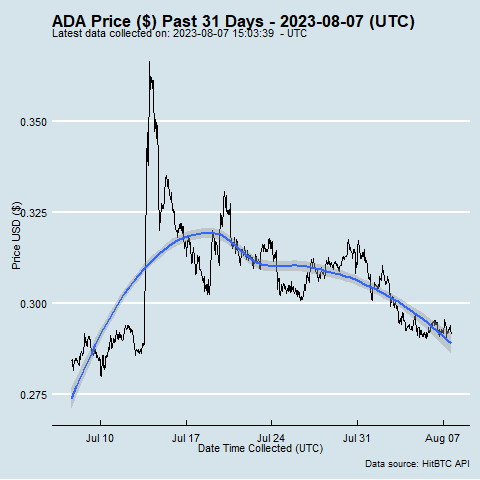 ADA Price ($) Past 31 Days - 2023-08-07 (UTC)
Latest data collected on: 2023-08-07 15:03:39  - UTC
0.350
0.325
0.300
0.275
Price USD ($)
Jul 10
Jul 17
Jul 24
Jul 31
Aug 07
Date Time Collected (UTC)
Data source: HitBTC API